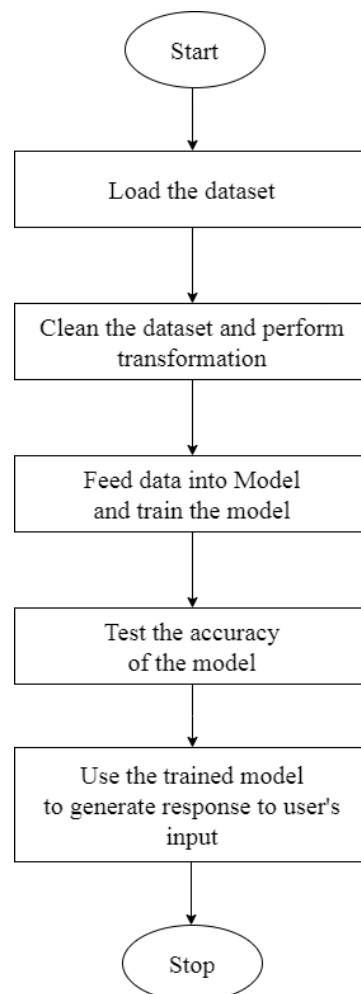 Start
Load the dataset
Clean the dataset and perform
transformation
Feed data into Model
and train the model
Test the accuracy
of the model
Use the trained model
to generate response to user's
input
Stop